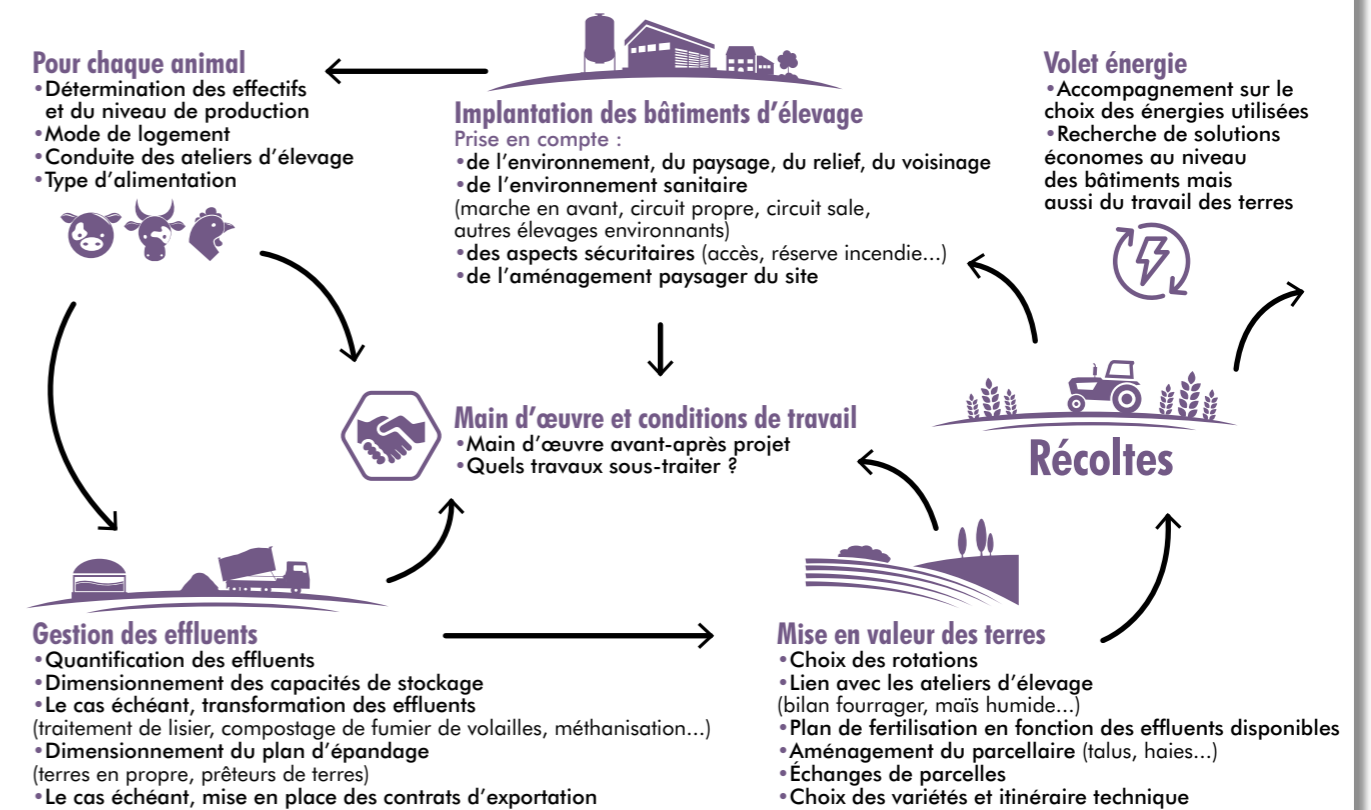 Pour chaque animal
•Détermination des effectifs
et du niveau de production
•Mode de logement
•Conduite des ateliers d'élevage
•Type d'alimentation
Implantation des bâtiments d'élevage
Prise en compte :
•de l'environnement, du paysage, du relief, du voisinage
•de l'environnement sanitaire
(marche en avant, circuit propre, circuit sale,
autres élevages environnants)
•des aspects sécuritaires (accès, réserve incendie...)
•de l'aménagement paysager du site
Volet énergie
•Accompagnement sur le
choix des énergies utilisées
•Recherche de solutions
économes au niveau
des bâtiments mais
aussi du travail des terres
Main d'œuvre et conditions de travail
•Main d'œuvre avant-après projet
•Quels travaux sous-traiter ?
Récoltes
Gestion des effluents
•Quantification des effluents
•Dimensionnement des capacités de stockage
•Le cas échéant, transformation des effluents
(traitement de lisier, compostage de fumier de volailles, méthanisation...)
•Dimensionnement du plan d'épandage
(terres en propre, prêteurs de terres)
•Le cas échéant, mise en place des contrats d'exportation
Mise en valeur des terres
•Choix des rotations
•Lien avec les ateliers d'élevage
(bilan fourrager, maïs humide...)
•Plan de fertilisation en fonction des effluents disponibles
•Aménagement du parcellaire (talus, haies...)
•Échanges de parcelles
•Choix des variétés et itinéraire technique